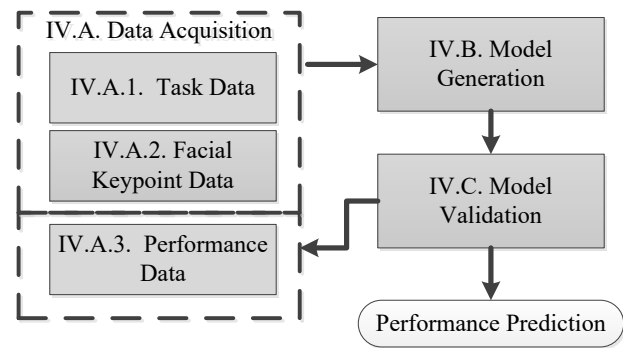 IV.A. Data Acquisition
IV.A.1. Task Data
IV.A.2. Facial
Keypoint Data
IV.A.3. Performance
Data
IV.B. Model
Generation
IV.C. Model
Validation
Performance Prediction